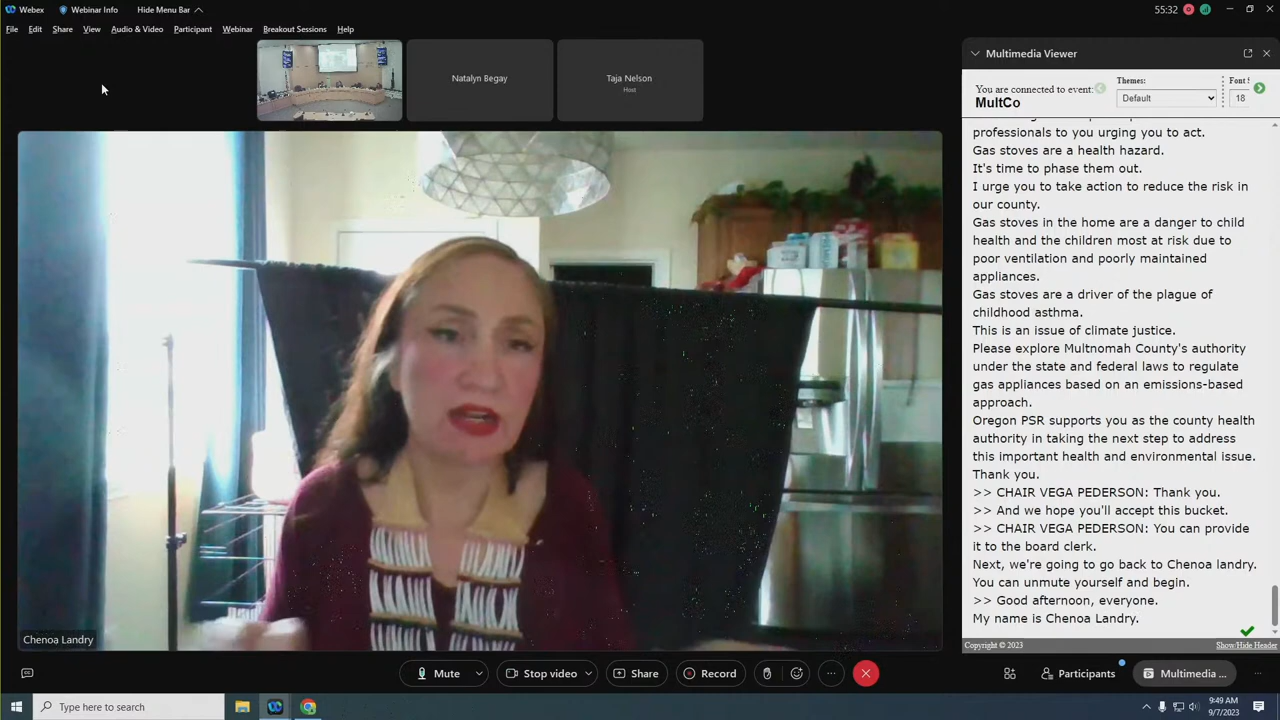 Webex
Webinar Info
Hide Menu Bar
55:32
File
Edit
Share
View
Audio & Video
Participant
Webinar
Breakout Sessions
Help
Natalyn Begay
Taja Nelson
Host
Multimedia Viewer
You are connected to event:
MultCo
Themes:
Default
Font S
18
professionals to you urging you to act.
Gas stoves are a health hazard.
It's time to phase them out.
I urge you to take action to reduce the risk in
our county.
Gas stoves in the home are a danger to child
health and the children most at risk due to
poor ventilation and poorly maintained
appliances.
Gas stoves are a driver of the plague of
childhood asthma.
This is an issue of climate justice.
Please explore Multnomah County's authority
under the state and federal laws to regulate
gas appliances based on an emissions-based
approach.
Oregon PSR supports you as the county health
authority in taking the next step to address
this important health and environmental issue.
Thank you.
>> CHAIR VEGA PEDERSON: Thank you.
>> And we hope you'll accept this bucket.
>> CHAIR VEGA PEDERSON: You can provide
it to the board clerk.
Next, we're going to go back to Chenoa landry.
You can unmute yourself and begin.
>> Good afternoon, everyone.
My name is Chenoa Landry.
Chenoa Landry
Copyright © 2023
Show/Hide Header
Mute
Stop video
Share
Record
Participants
Multimedia ...
Type here to search
9:49 AM
9/7/2023